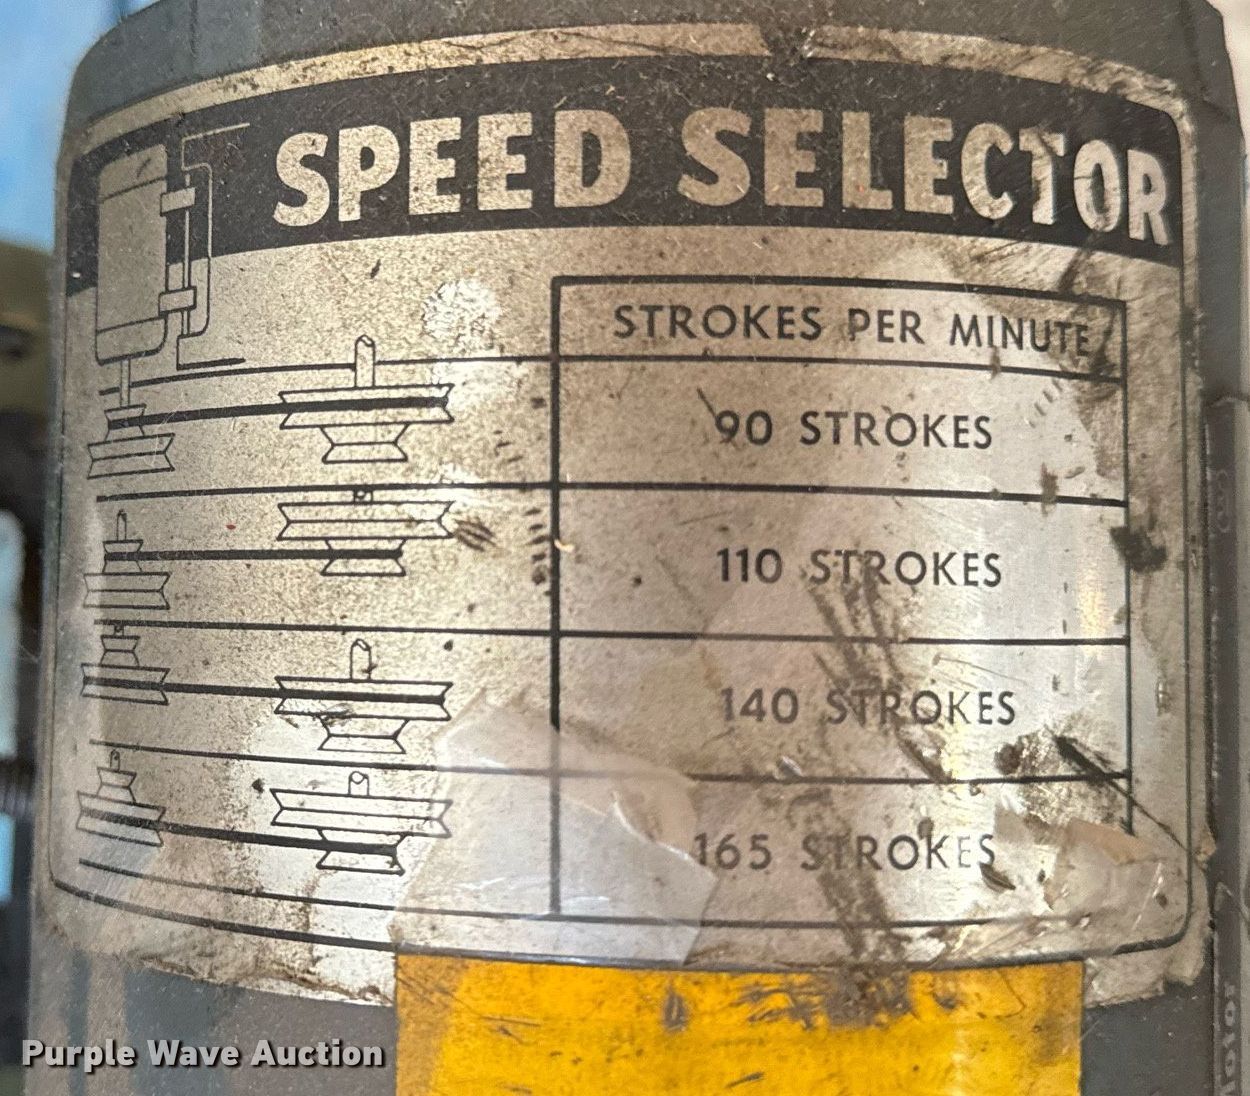 SPEED SELECTOR
STROKES PER MINUTE
90 STROKES
110 STROKES
140 STROKES
165 STROKES
Purple Wave Auction